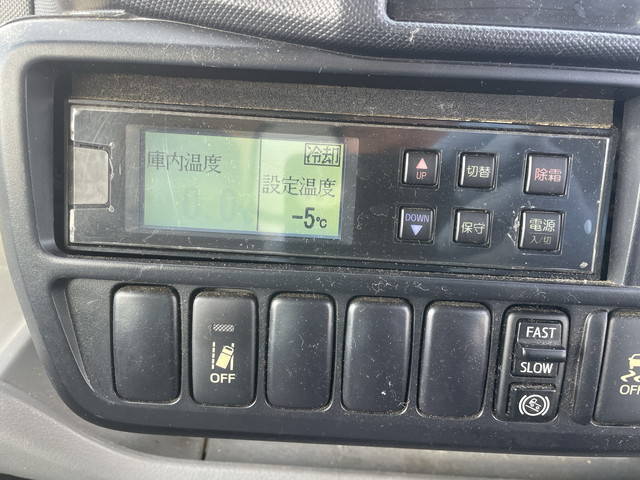 庫内温度
冷却
設定温度
-5℃
UP
切替
除霜
DOWN
保守
電源
入/切
OFF
FAST
SLOW
OFF